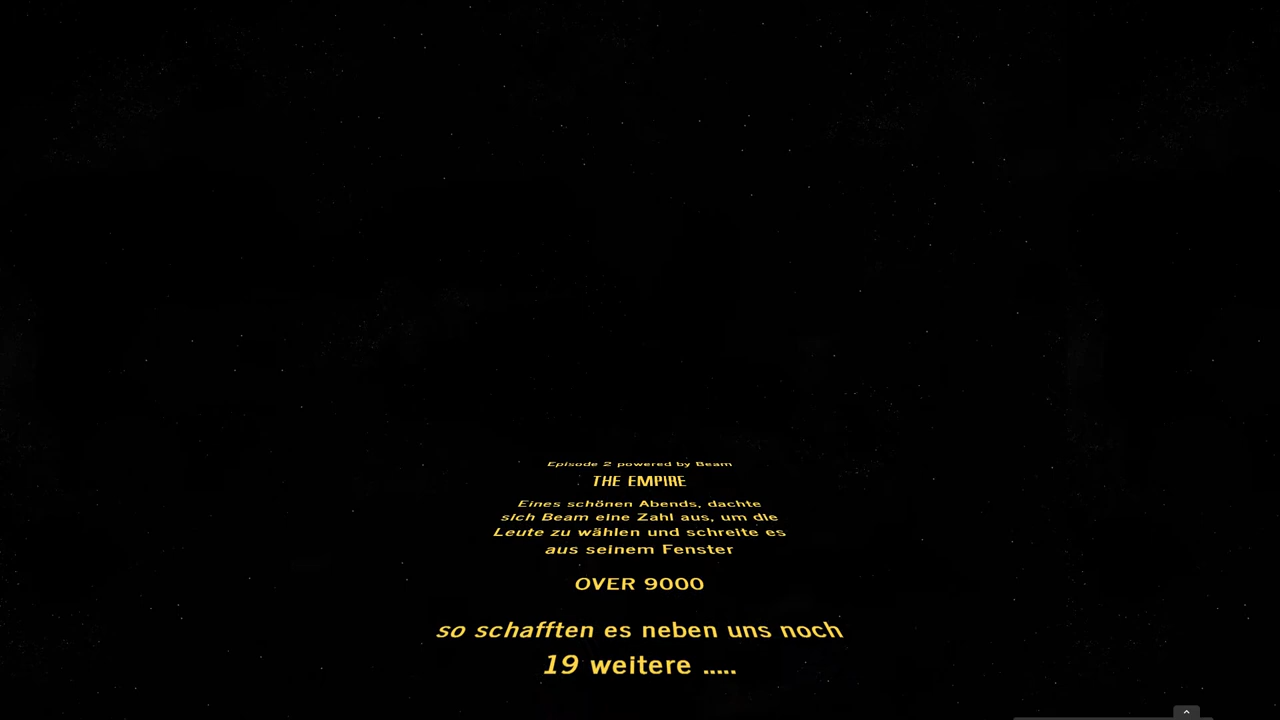 Episode 2 powered by Beam
THE EMPIRE
Eines schönen Abends, dachte
sich Beam eine Zahl aus, um die
Leute zu wählen und schreite es
aus seinem Fenster
OVER 9000
so schafften es neben uns noch
19 weitere .....